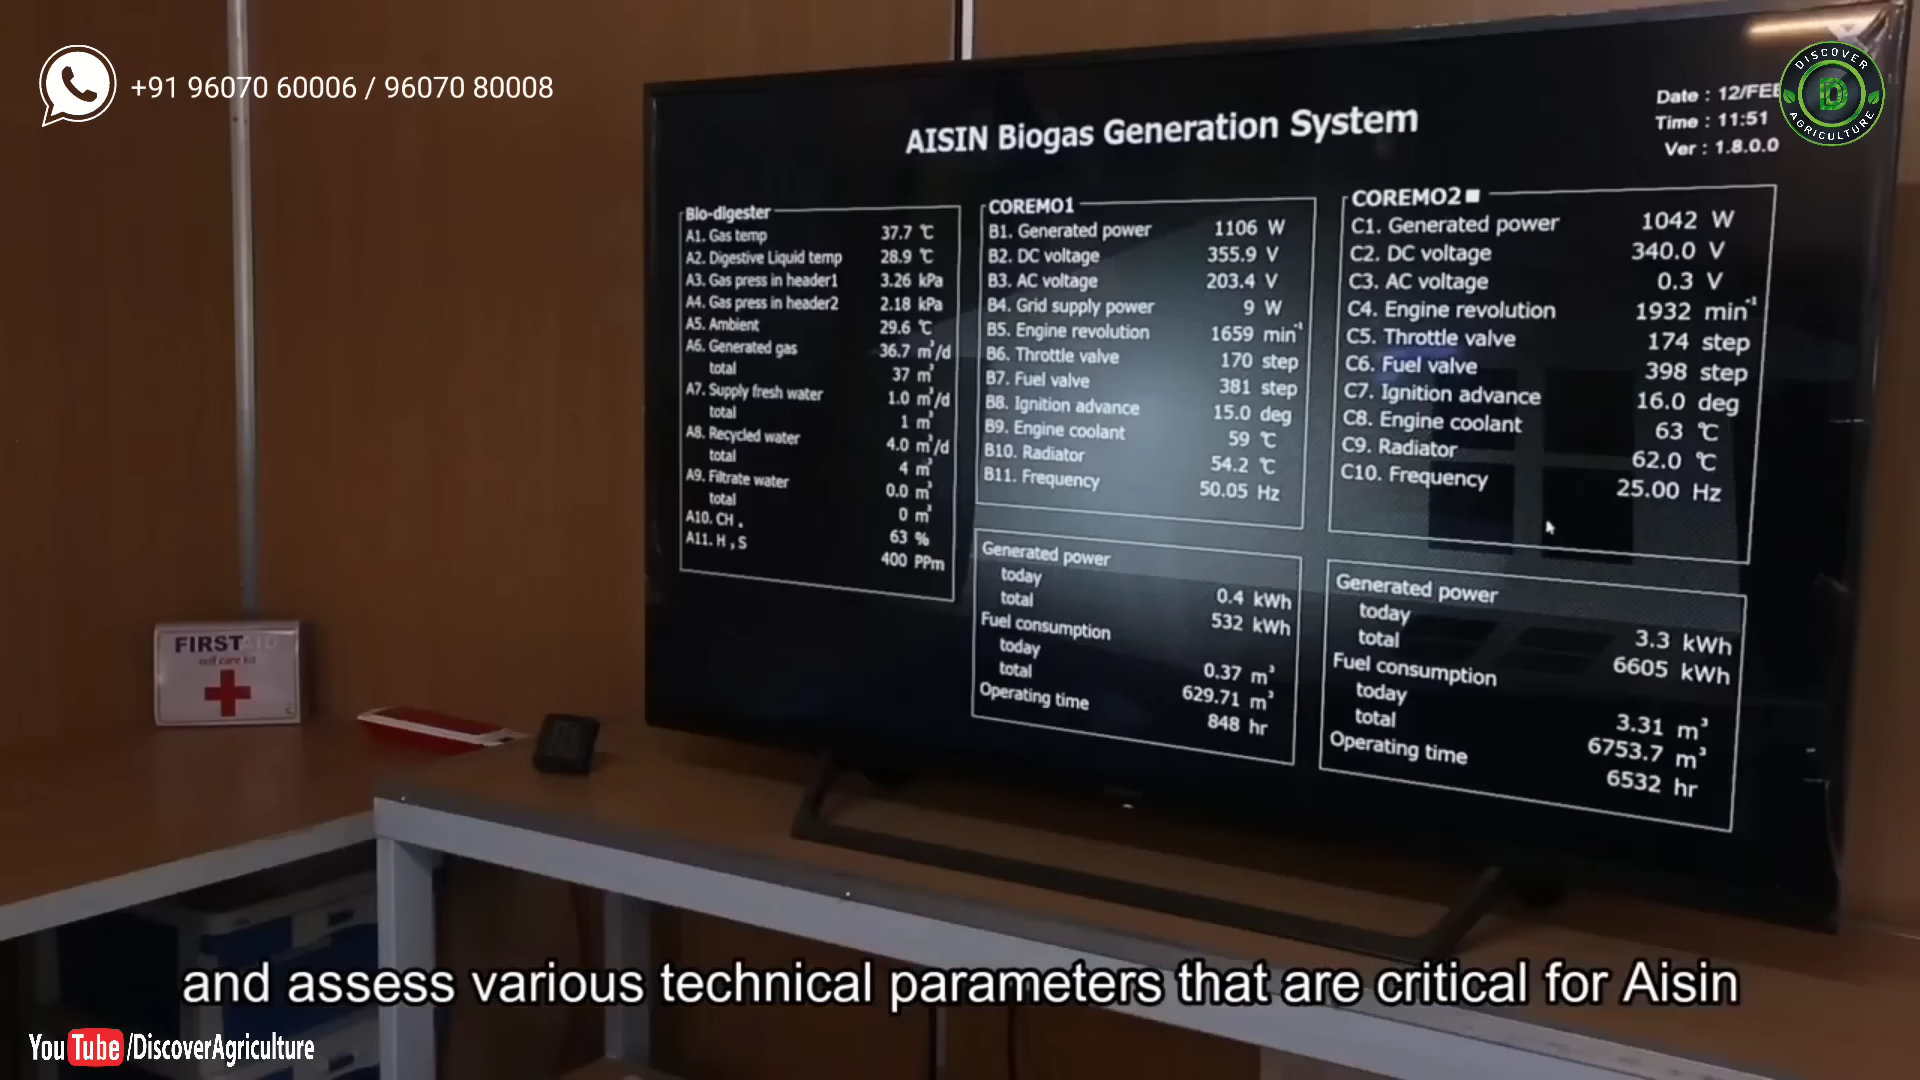 +91 96070 60006 / 96070 80008
DISCOVER AGRICULTURE
D
AISIN Biogas Generation System
Date : 12/FEB
Time : 11:51
Ver : 1.8.0.0
Bio-digester
A1. Gas temp 37.7 ℃
A2. Digestive Liquid temp 28.9 ℃
A3. Gas press in header1 3.26 kPa
A4. Gas press in header2 2.18 kPa
A5. Ambient 29.6 ℃
A6. Generated gas 36.7 m³/d
total 37 m³
A7. Supply fresh water 1.0 m³/d
total 1 m³
A8. Recycled water 4.0 m³/d
total 4 m³
A9. Filtrate water 0.0 m³
total 0 m³
A10. CH₄ 63 %
A11. H₂S 400 PPm
COREMO1
B1. Generated power 1106 W
B2. DC voltage 355.9 V
B3. AC voltage 203.4 V
B4. Grid supply power 9 W
B5. Engine revolution 1659 min⁻¹
B6. Throttle valve 170 step
B7. Fuel valve 381 step
B8. Ignition advance 15.0 deg
B9. Engine coolant 59 ℃
B10. Radiator 54.2 ℃
B11. Frequency 50.05 Hz
Generated power
today 0.4 kWh
total 532 kWh
Fuel consumption
today 0.37 m³
total 629.71 m³
Operating time 848 hr
COREMO2■
C1. Generated power 1042 W
C2. DC voltage 340.0 V
C3. AC voltage 0.3 V
C4. Engine revolution 1932 min⁻¹
C5. Throttle valve 174 step
C6. Fuel valve 398 step
C7. Ignition advance 16.0 deg
C8. Engine coolant 63 ℃
C9. Radiator 62.0 ℃
C10. Frequency 25.00 Hz
Generated power
today 3.3 kWh
total 6605 kWh
Fuel consumption
today 3.31 m³
total 6753.7 m³
Operating time 6532 hr
FIRST AID
self care kit
and assess various technical parameters that are critical for Aisin
YouTube/DiscoverAgriculture